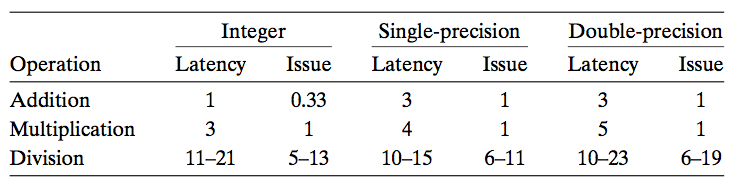 Integer Single-precision Double-precision
Operation Latency Issue Latency Issue Latency Issue
Addition 1 0.33 3 1 3 1
Multiplication 3 1 4 1 5 1
Division 11–21 5–13 10–15 6–11 10–23 6–19